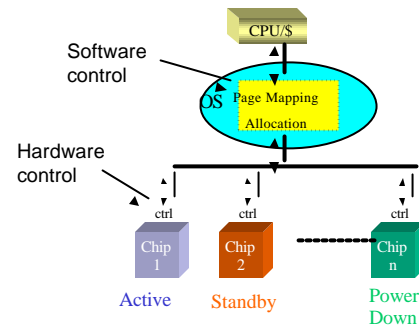 CPU/$
Software
control
OS
Page Mapping
Allocation
Hardware
control
ctrl
ctrl
ctrl
Chip
1
Chip
2
Chip
n
Active
Standby
Power
Down